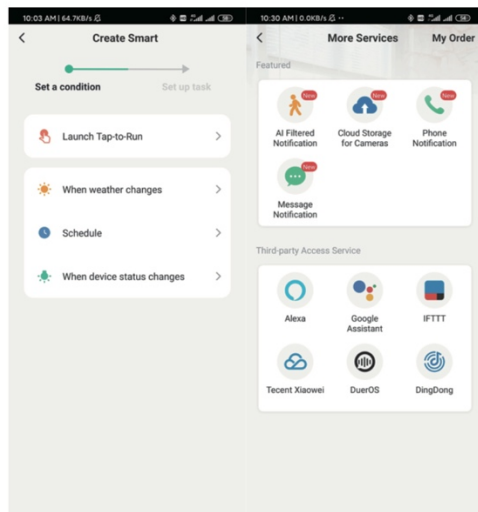 10:03 AM | 64.7KB/s
Create Smart
Set a condition
Set up task
Launch Tap-to-Run
When weather changes
Schedule
When device status changes
10:30 AM | 0.0KB/s
More Services
My Order
Featured
New
New
New
AI Filtered
Notification
Cloud Storage
for Cameras
Phone
Notification
New
Message
Notification
Third-party Access Service
Alexa
Google
Assistant
IFTTT
Tecent Xiaowei
DuerOS
DingDong